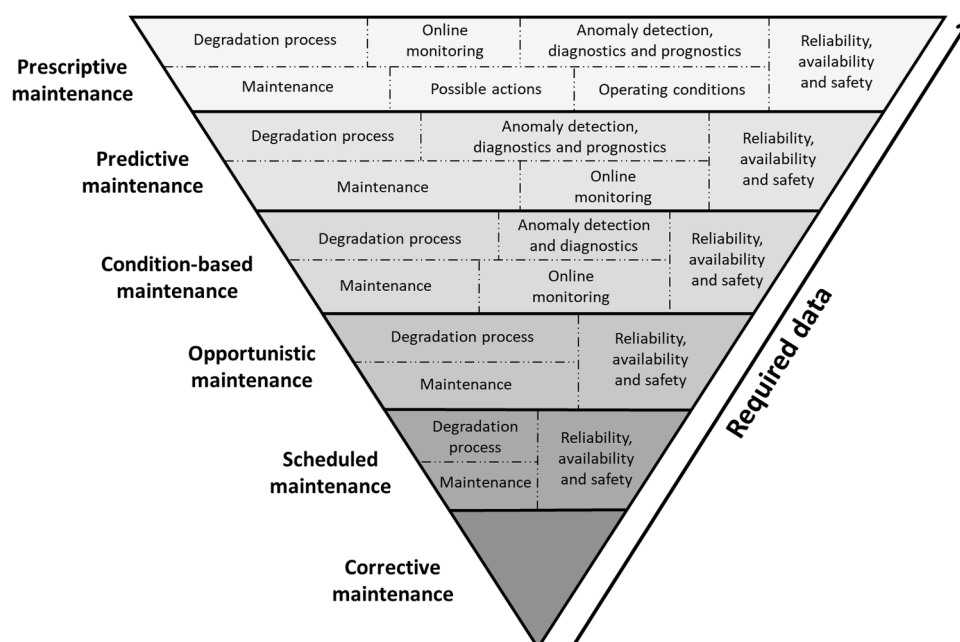 Prescriptive
maintenance
Degradation process
Online
monitoring
Anomaly detection,
diagnostics and prognostics
Reliability,
availability
and safety
Maintenance
Possible actions
Operating conditions
Predictive
maintenance
Degradation process
Anomaly detection,
diagnostics and prognostics
Reliability,
availability
and safety
Maintenance
Online
monitoring
Condition-based
maintenance
Degradation process
Anomaly detection
and diagnostics
Reliability,
availability
and safety
Maintenance
Online
monitoring
Opportunistic
maintenance
Degradation process
Reliability,
availability
and safety
Maintenance
Scheduled
maintenance
Degradation
process
Reliability,
availability
and safety
Maintenance
Corrective
maintenance
Required data